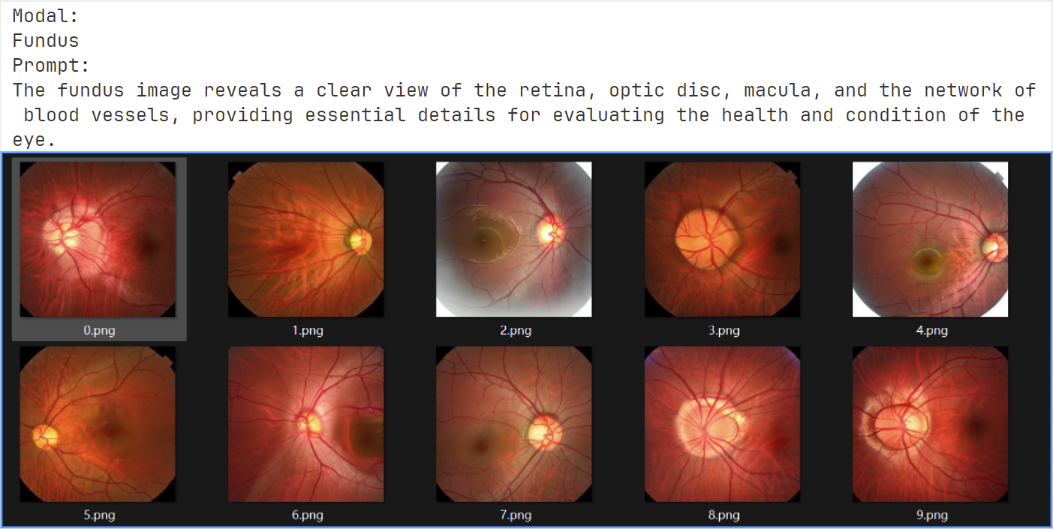 Modal:
Fundus
Prompt:
The fundus image reveals a clear view of the retina, optic disc, macula, and the network of
blood vessels, providing essential details for evaluating the health and condition of the
eye.
0.png 1.png 2.png 3.png 4.png
5.png 6.png 7.png 8.png 9.png